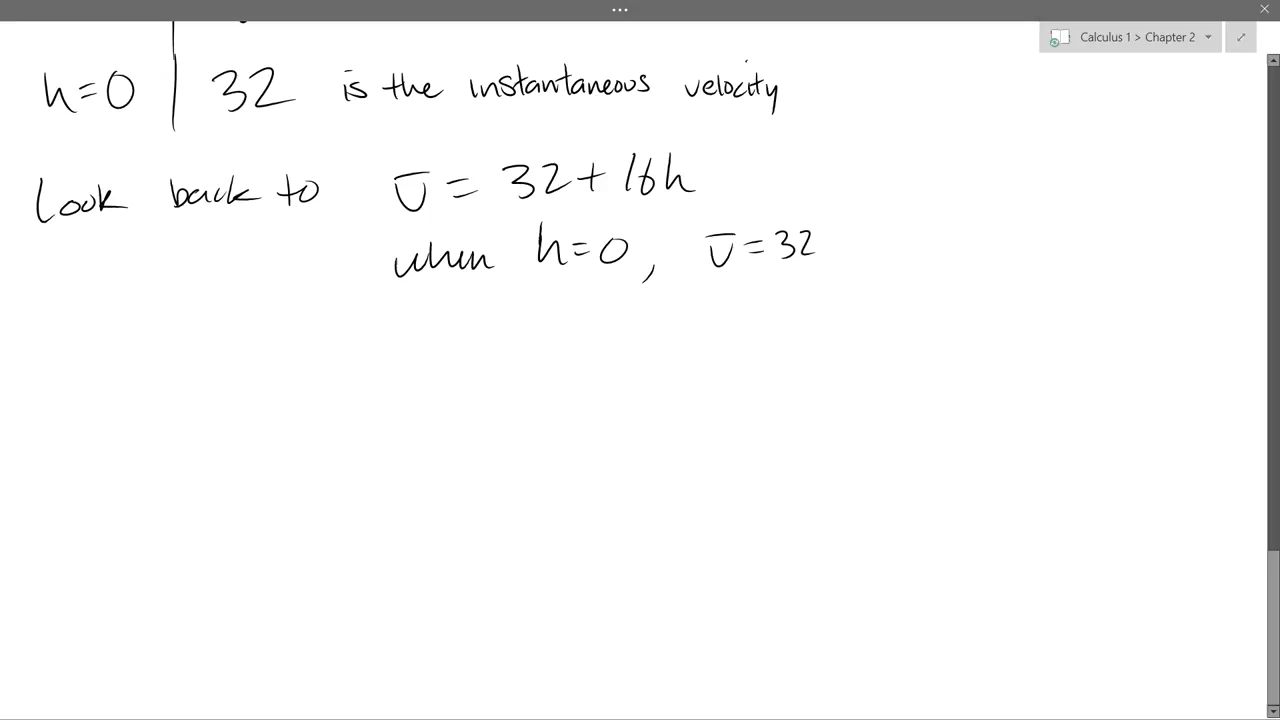 Calculus 1 > Chapter 2
h=0 | 32 is the instantaneous velocity
Look back to v̄ = 32 + 16h
when h=0, v̄ = 32